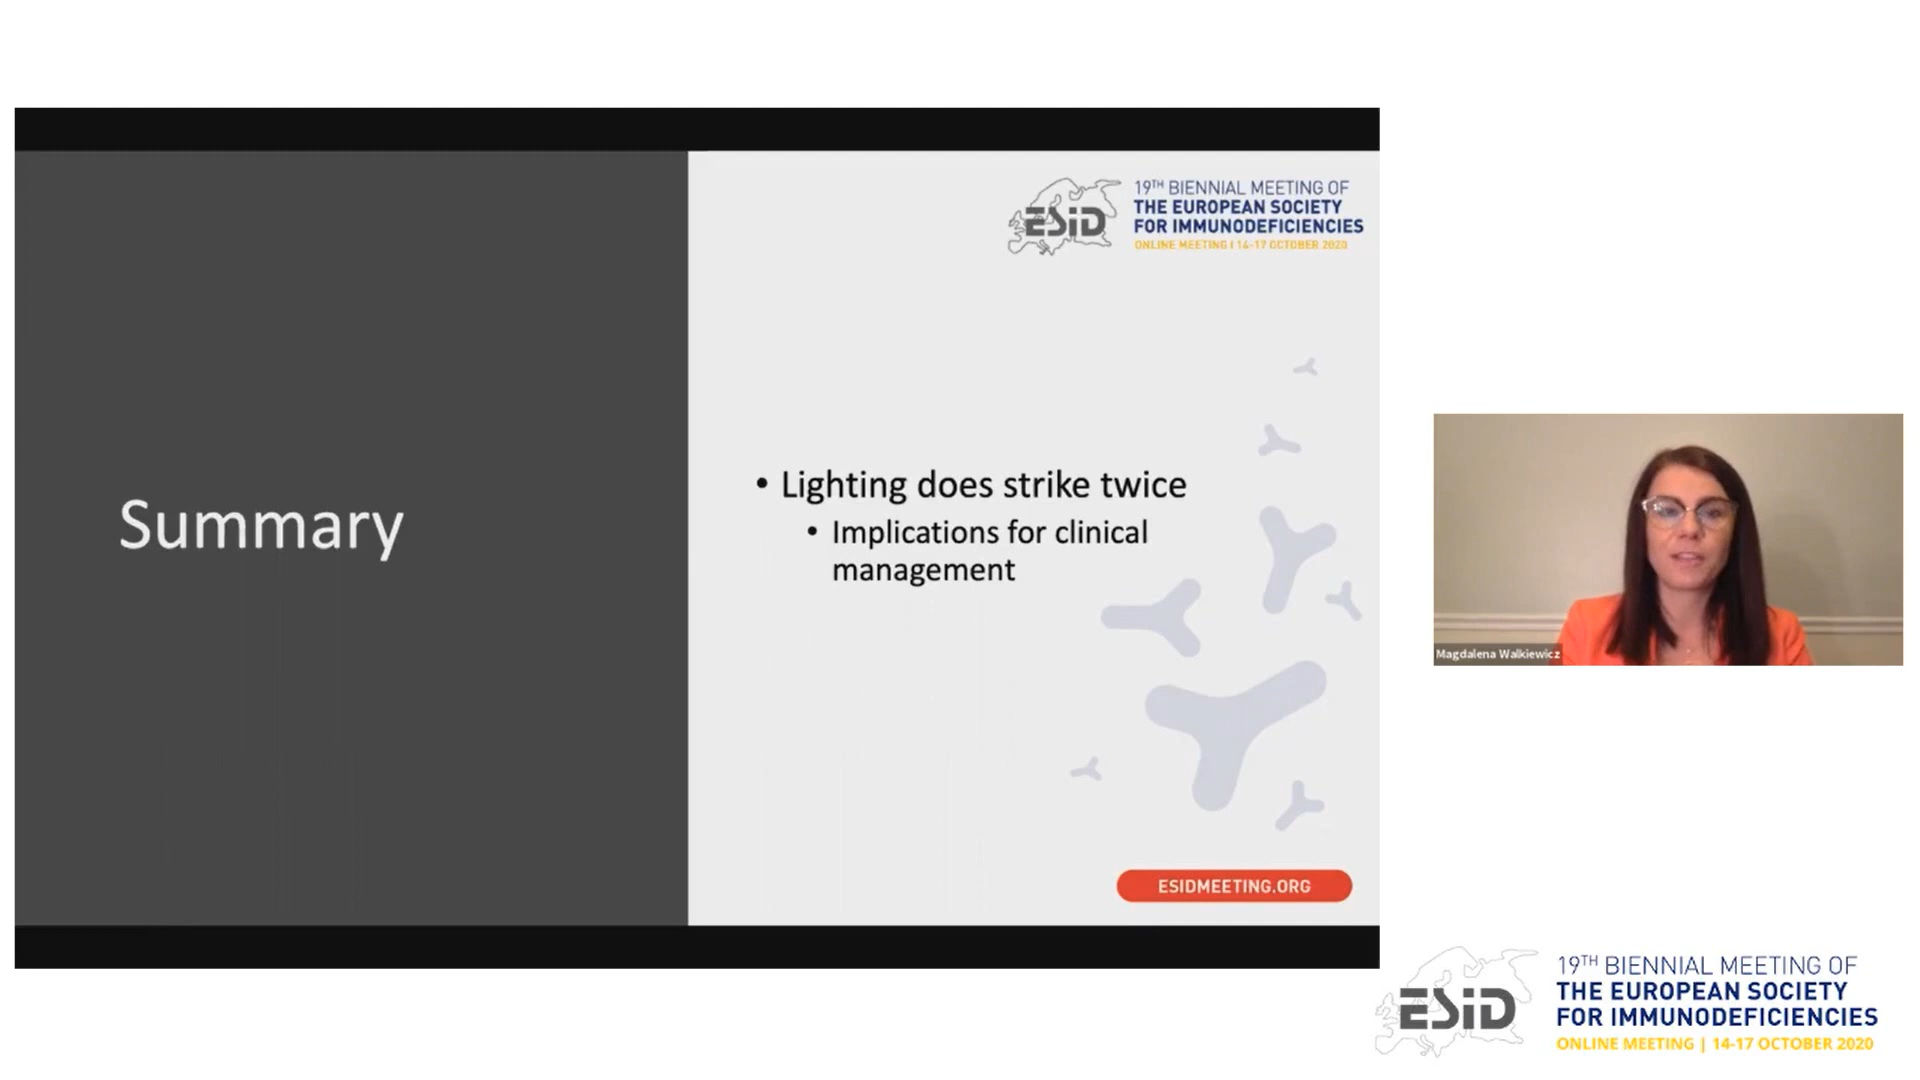 19TH BIENNIAL MEETING OF
THE EUROPEAN SOCIETY
FOR IMMUNODEFICIENCIES
ONLINE MEETING | 14-17 OCTOBER 2020
ESiD
Summary
• Lighting does strike twice
• Implications for clinical
management
ESIDMEETING.ORG
Magdalena Walkiewicz
19TH BIENNIAL MEETING OF
THE EUROPEAN SOCIETY
FOR IMMUNODEFICIENCIES
ONLINE MEETING | 14-17 OCTOBER 2020
ESiD